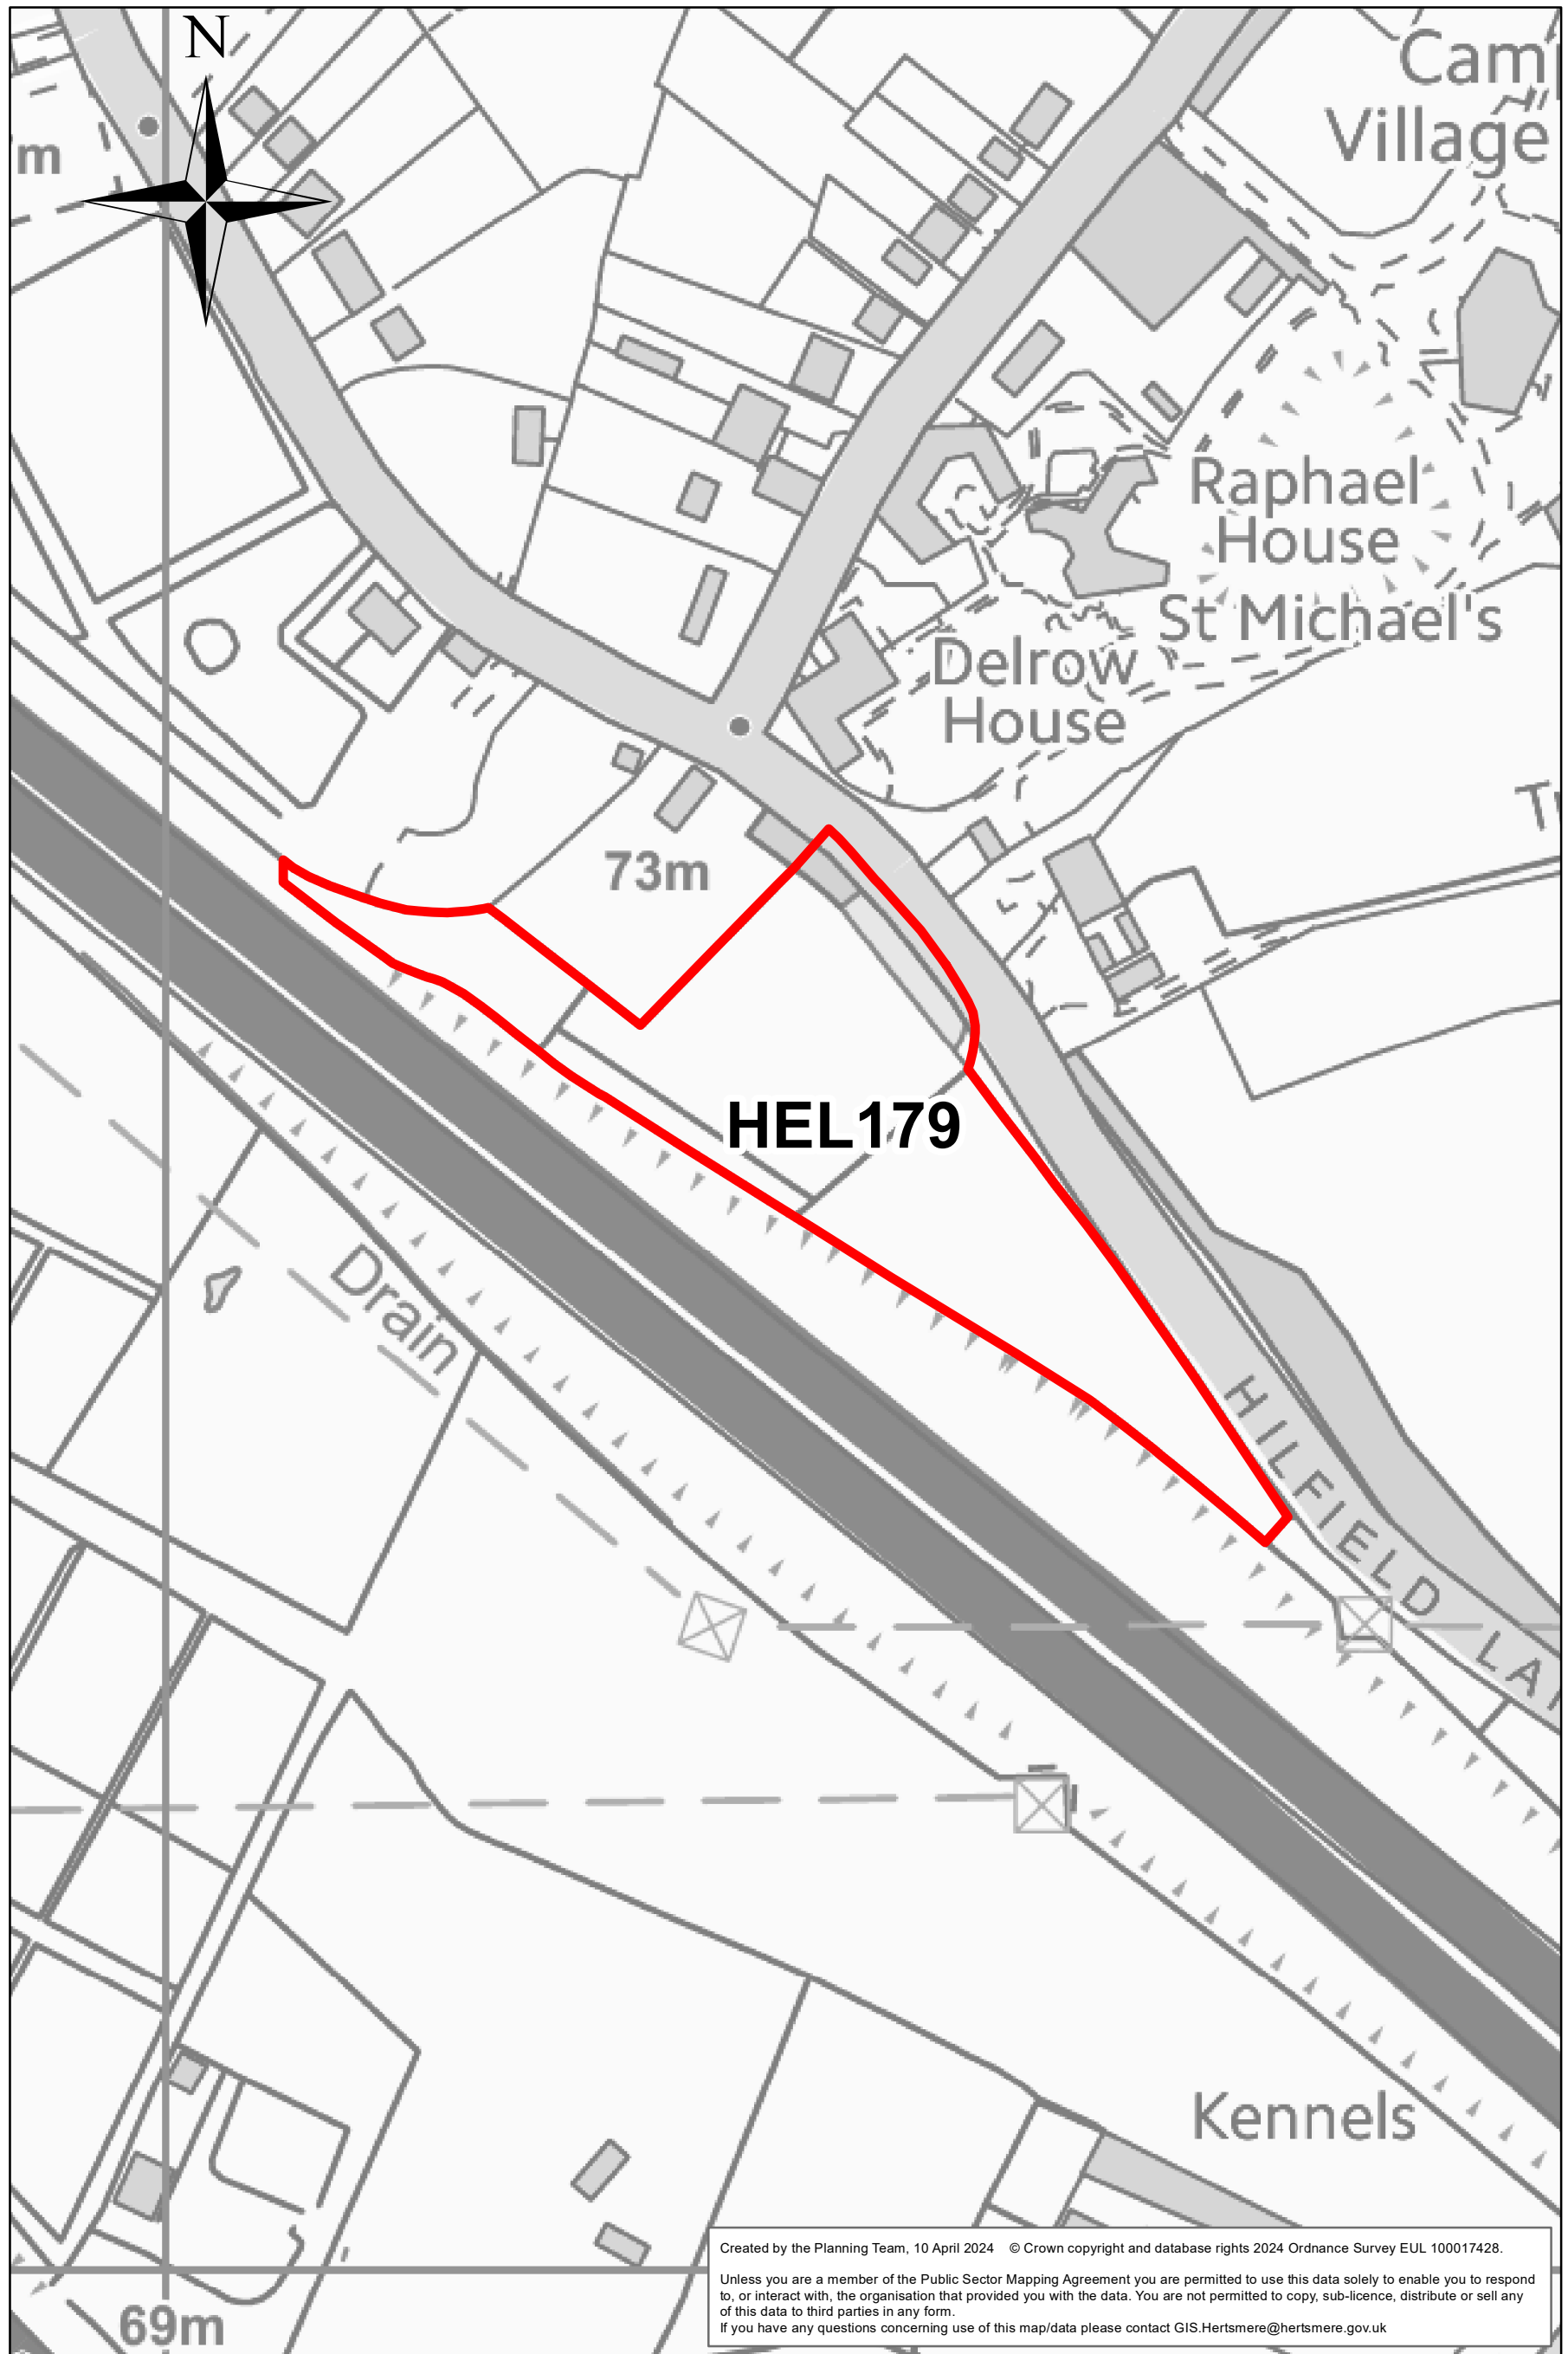 N
Village
m
Raphael
House
St Michael's
Delrow
House
73m
HEL179
Drain
HILFIELD
Kennels
69m
Created by the Planning Team, 10 April 2024 © Crown copyright and database rights 2024 Ordnance Survey EUL 100017428.
Unless you are a member of the Public Sector Mapping Agreement you are permitted to use this data solely to enable you to respond
to, or interact with, the organisation that provided you with the data. You are not permitted to copy, sub-licence, distribute or sell any
of this data to third parties in any form.
If you have any questions concerning use of this map/data please contact GIS.Hertsmere@hertsmere.gov.uk